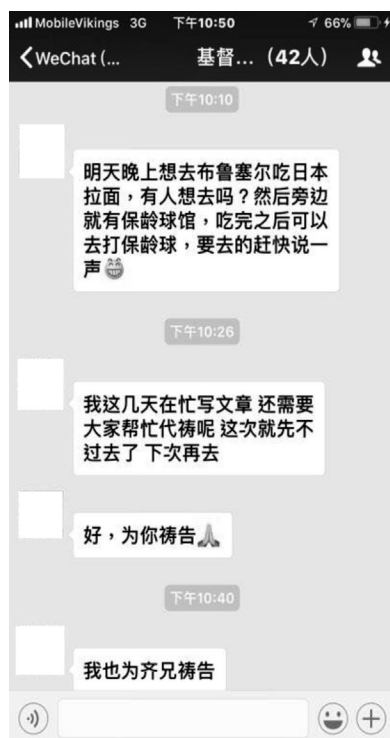 MobileVikings 3G 下午10:50 66%
WeChat (... 基督... (42人)
下午10:10
明天晚上想去布鲁塞尔吃日本
拉面，有人想去吗？然后旁边
就有保龄球馆，吃完之后可以
去打保龄球，要去的赶快说一
声😁
下午10:26
我这几天在忙写文章 还需要
大家帮忙代祷呢 这次就先不
过去了 下次再去
好，为你祷告🙏
下午10:40
我也为齐兄祷告